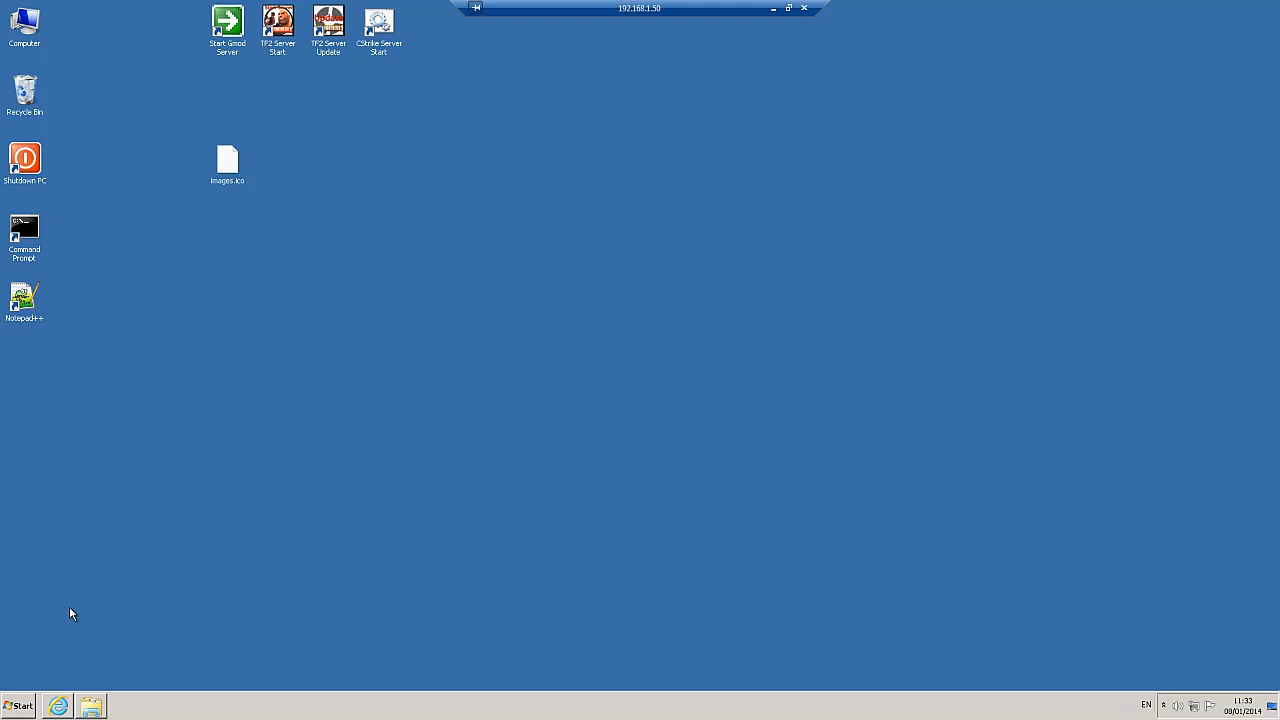 192.168.1.50
Computer
Start Gmod
Server
TF2 Server
Start
Update
TF2 Server
Update
CStrike Server
Start
Recycle Bin
Shutdown PC
images.ico
C:\_
Command
Prompt
Notepad++
Start
EN
11:33
08/01/2014